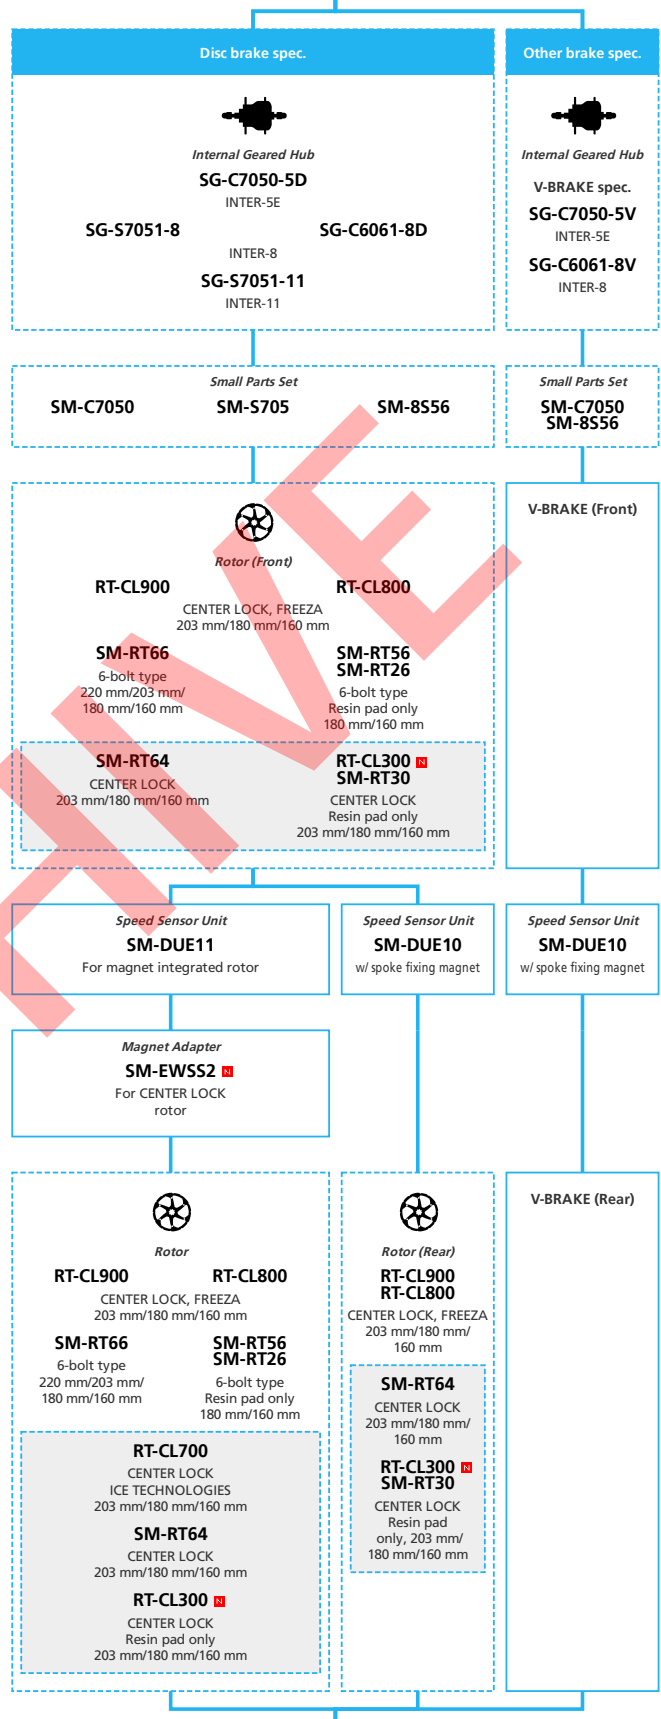 Disc brake spec.
Other brake spec.
Internal Geared Hub
SG-C7050-5D
INTER-5E
SG-S7051-8
SG-C6061-8D
INTER-8
SG-S7051-11
INTER-11
Internal Geared Hub
V-BRAKE spec.
SG-C7050-5V
INTER-5E
SG-C6061-8V
INTER-8
Small Parts Set
SM-C7050
SM-S705
SM-8S56
Small Parts Set
SM-C7050
SM-8S56
Rotor (Front)
RT-CL900
RT-CL800
CENTER LOCK, FREEZA
203 mm/180 mm/160 mm
SM-RT66
6-bolt type
220 mm/203 mm/
180 mm/160 mm
SM-RT56
SM-RT26
6-bolt type
Resin pad only
180 mm/160 mm
SM-RT64
CENTER LOCK
203 mm/180 mm/160 mm
RT-CL300 N
SM-RT30
CENTER LOCK
Resin pad only
203 mm/180 mm/160 mm
V-BRAKE (Front)
Speed Sensor Unit
SM-DUE11
For magnet integrated rotor
Speed Sensor Unit
SM-DUE10
w/ spoke fixing magnet
Speed Sensor Unit
SM-DUE10
w/ spoke fixing magnet
Magnet Adapter
SM-EWSS2 N
For CENTER LOCK
rotor
Rotor
RT-CL900
RT-CL800
CENTER LOCK, FREEZA
203 mm/180 mm/160 mm
SM-RT66
6-bolt type
220 mm/203 mm/
180 mm/160 mm
SM-RT56
SM-RT26
6-bolt type
Resin pad only
180 mm/160 mm
RT-CL700
CENTER LOCK
ICE TECHNOLOGIES
203 mm/180 mm/160 mm
SM-RT64
CENTER LOCK
203 mm/180 mm/160 mm
RT-CL300 N
CENTER LOCK
Resin pad only
203 mm/180 mm/160 mm
Rotor (Rear)
RT-CL900
RT-CL800
CENTER LOCK, FREEZA
203 mm/180 mm/
160 mm
SM-RT64
CENTER LOCK
203 mm/180 mm/
160 mm
RT-CL300 N
SM-RT30
CENTER LOCK
Resin pad
only, 203 mm/
180 mm/160 mm
V-BRAKE (Rear)
HIVE